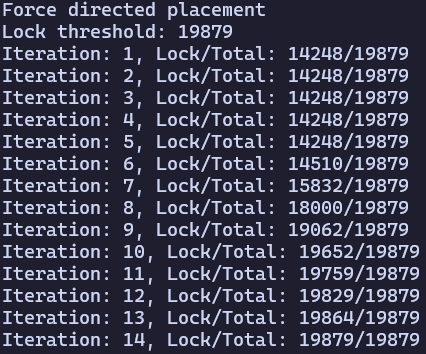 Force directed placement
Lock threshold: 19879
Iteration: 1, Lock/Total: 14248/19879
Iteration: 2, Lock/Total: 14248/19879
Iteration: 3, Lock/Total: 14248/19879
Iteration: 4, Lock/Total: 14248/19879
Iteration: 5, Lock/Total: 14248/19879
Iteration: 6, Lock/Total: 14510/19879
Iteration: 7, Lock/Total: 15832/19879
Iteration: 8, Lock/Total: 18000/19879
Iteration: 9, Lock/Total: 19062/19879
Iteration: 10, Lock/Total: 19652/19879
Iteration: 11, Lock/Total: 19759/19879
Iteration: 12, Lock/Total: 19829/19879
Iteration: 13, Lock/Total: 19864/19879
Iteration: 14, Lock/Total: 19879/19879